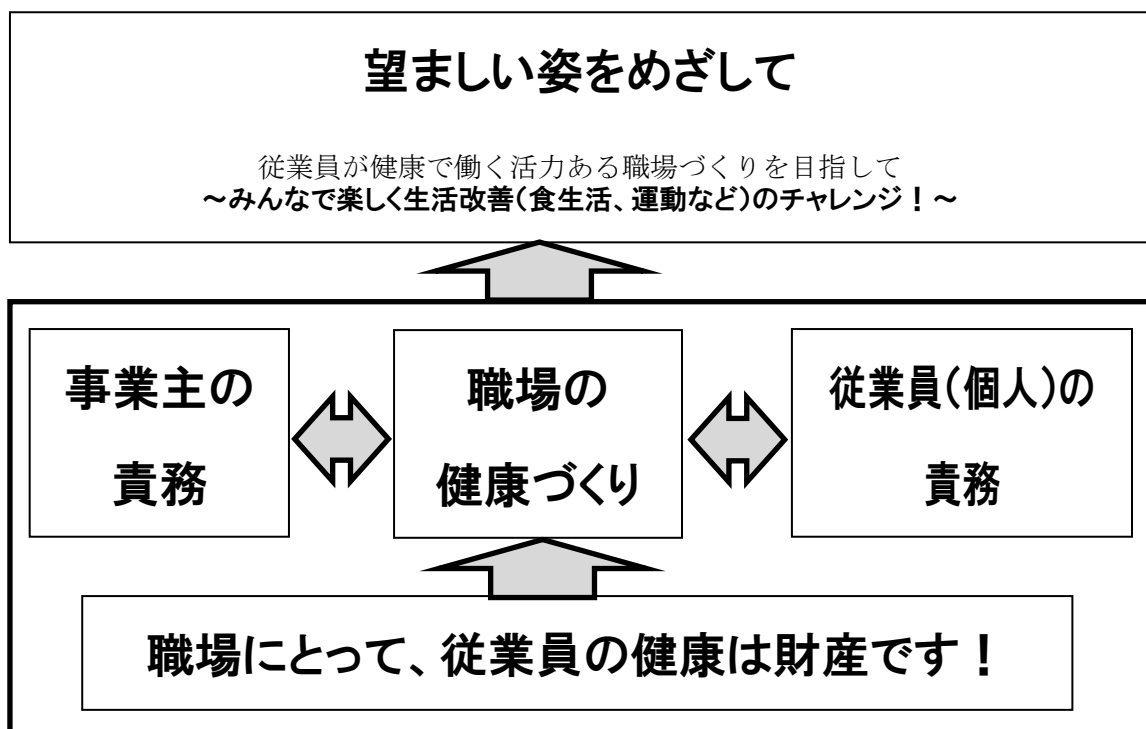 望ましい姿をめざして
従業員が健康で働く活力ある職場づくりを目指して
～みんなで楽しく生活改善（食生活、運動など）のチャレンジ！～
事業主の
責務
職場の
健康づくり
従業員（個人）の
責務
職場にとって、従業員の健康は財産です！